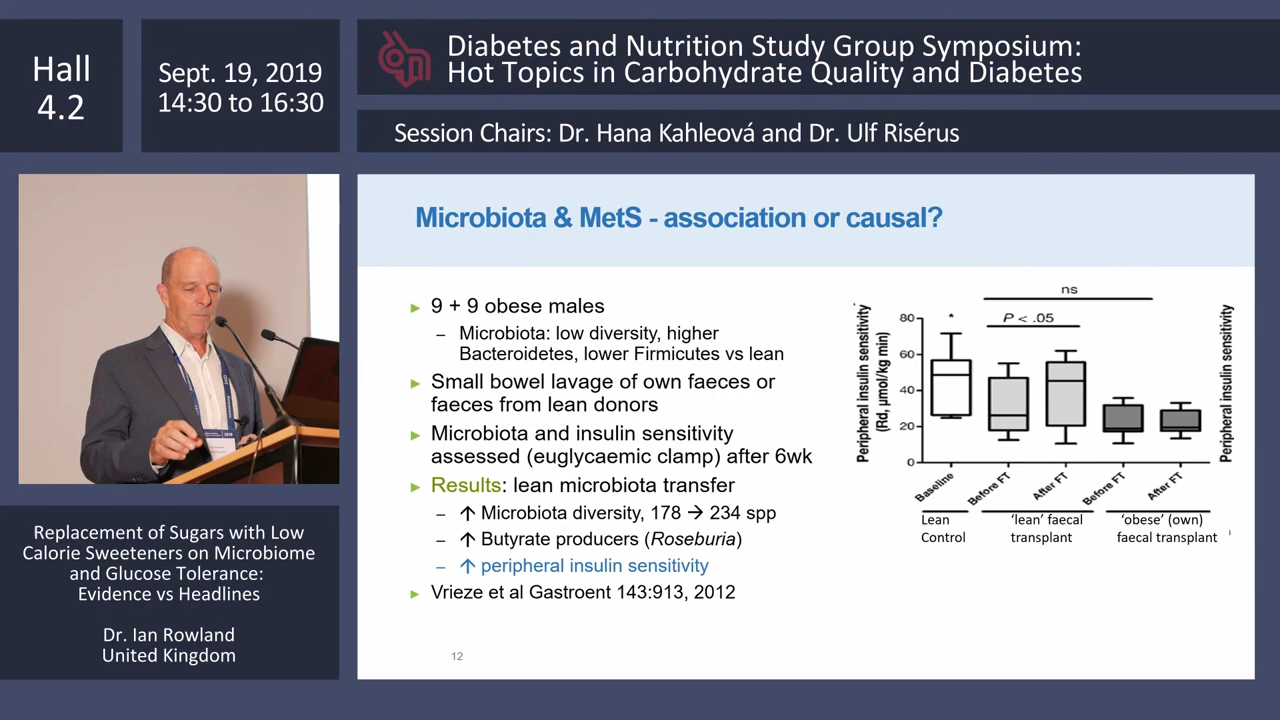 Hall
4.2
Sept. 19, 2019
14:30 to 16:30
Diabetes and Nutrition Study Group Symposium:
Hot Topics in Carbohydrate Quality and Diabetes
Session Chairs: Dr. Hana Kahleová and Dr. Ulf Risérus
Replacement of Sugars with Low
Calorie Sweeteners on Microbiome
and Glucose Tolerance:
Evidence vs Headlines
Dr. Ian Rowland
United Kingdom
Microbiota & MetS - association or causal?
► 9 + 9 obese males
– Microbiota: low diversity, higher
Bacteroidetes, lower Firmicutes vs lean
► Small bowel lavage of own faeces or
faeces from lean donors
► Microbiota and insulin sensitivity
assessed (euglycaemic clamp) after 6wk
► Results: lean microbiota transfer
– ↑ Microbiota diversity, 178 → 234 spp
– ↑ Butyrate producers (Roseburia)
– ↑ peripheral insulin sensitivity
► Vrieze et al Gastroent 143:913, 2012
12
Peripheral insulin sensitivity
(Rd, µmol/kg min)
80
60
40
20
0
*
ns
P < .05
Baseline
Before FT
After FT
Before FT
After FT
Lean
Control
'lean' faecal
transplant
'obese' (own)
faecal transplant
Peripheral insulin sensitivity